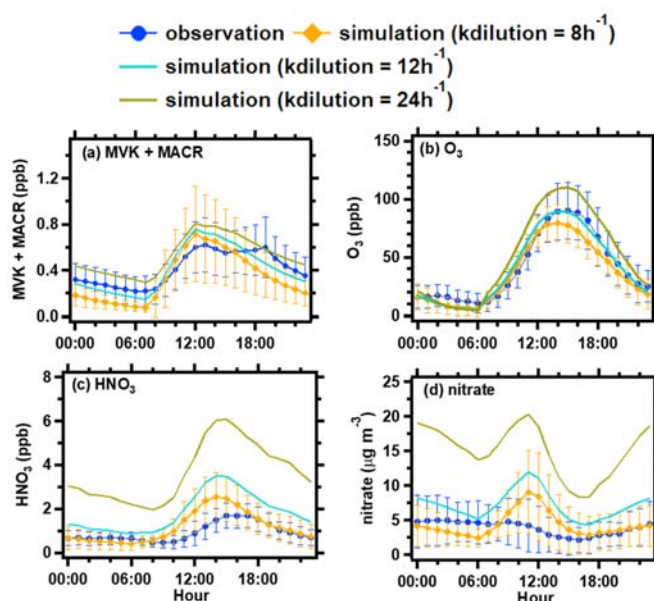 observation simulation (kdilution = 8h-1)
simulation (kdilution = 12h-1)
simulation (kdilution = 24h-1)
(a) MVK + MACR
MVK + MACR (ppb)
1.2
0.8
0.4
0.0
00:00 06:00 12:00 18:00
(b) O3
O3 (ppb)
150
100
50
0
00:00 06:00 12:00 18:00
(c) HNO3
HNO3 (ppb)
8
6
4
2
0
00:00 06:00 12:00 18:00
Hour
(d) nitrate
nitrate (µg m-3)
25
20
15
10
5
0
00:00 06:00 12:00 18:00
Hour